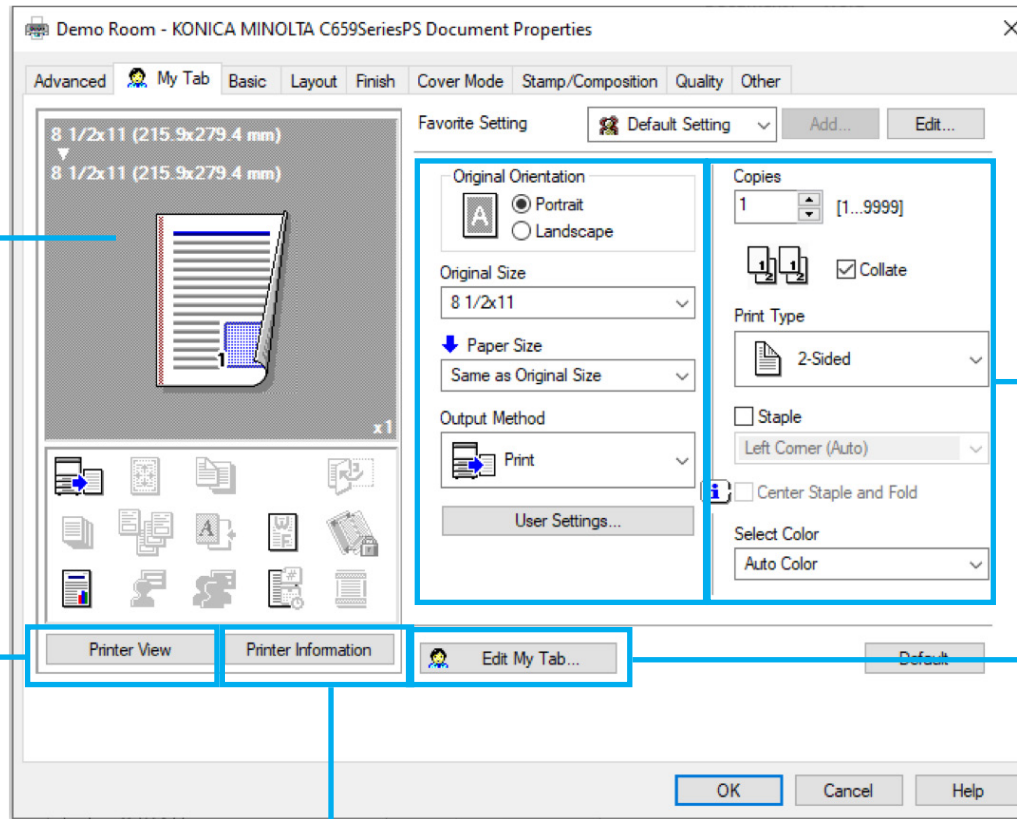 Demo Room - KONICA MINOLTA C659SeriesPS Document Properties
Advanced My Tab Basic Layout Finish Cover Mode Stamp/Composition Quality Other
8 1/2x11 (215.9x279.4 mm)
8 1/2x11 (215.9x279.4 mm)
1
x1
Printer View Printer Information
Favorite Setting Default Setting Add... Edit...
Original Orientation
A
Portrait
Landscape
Original Size
8 1/2x11
Paper Size
Same as Original Size
Output Method
Print
User Settings...
Copies
1 [1...9999]
Collate
Print Type
2-Sided
Staple
Left Corner (Auto)
Center Staple and Fold
Select Color
Auto Color
Edit My Tab... Default
OK Cancel Help